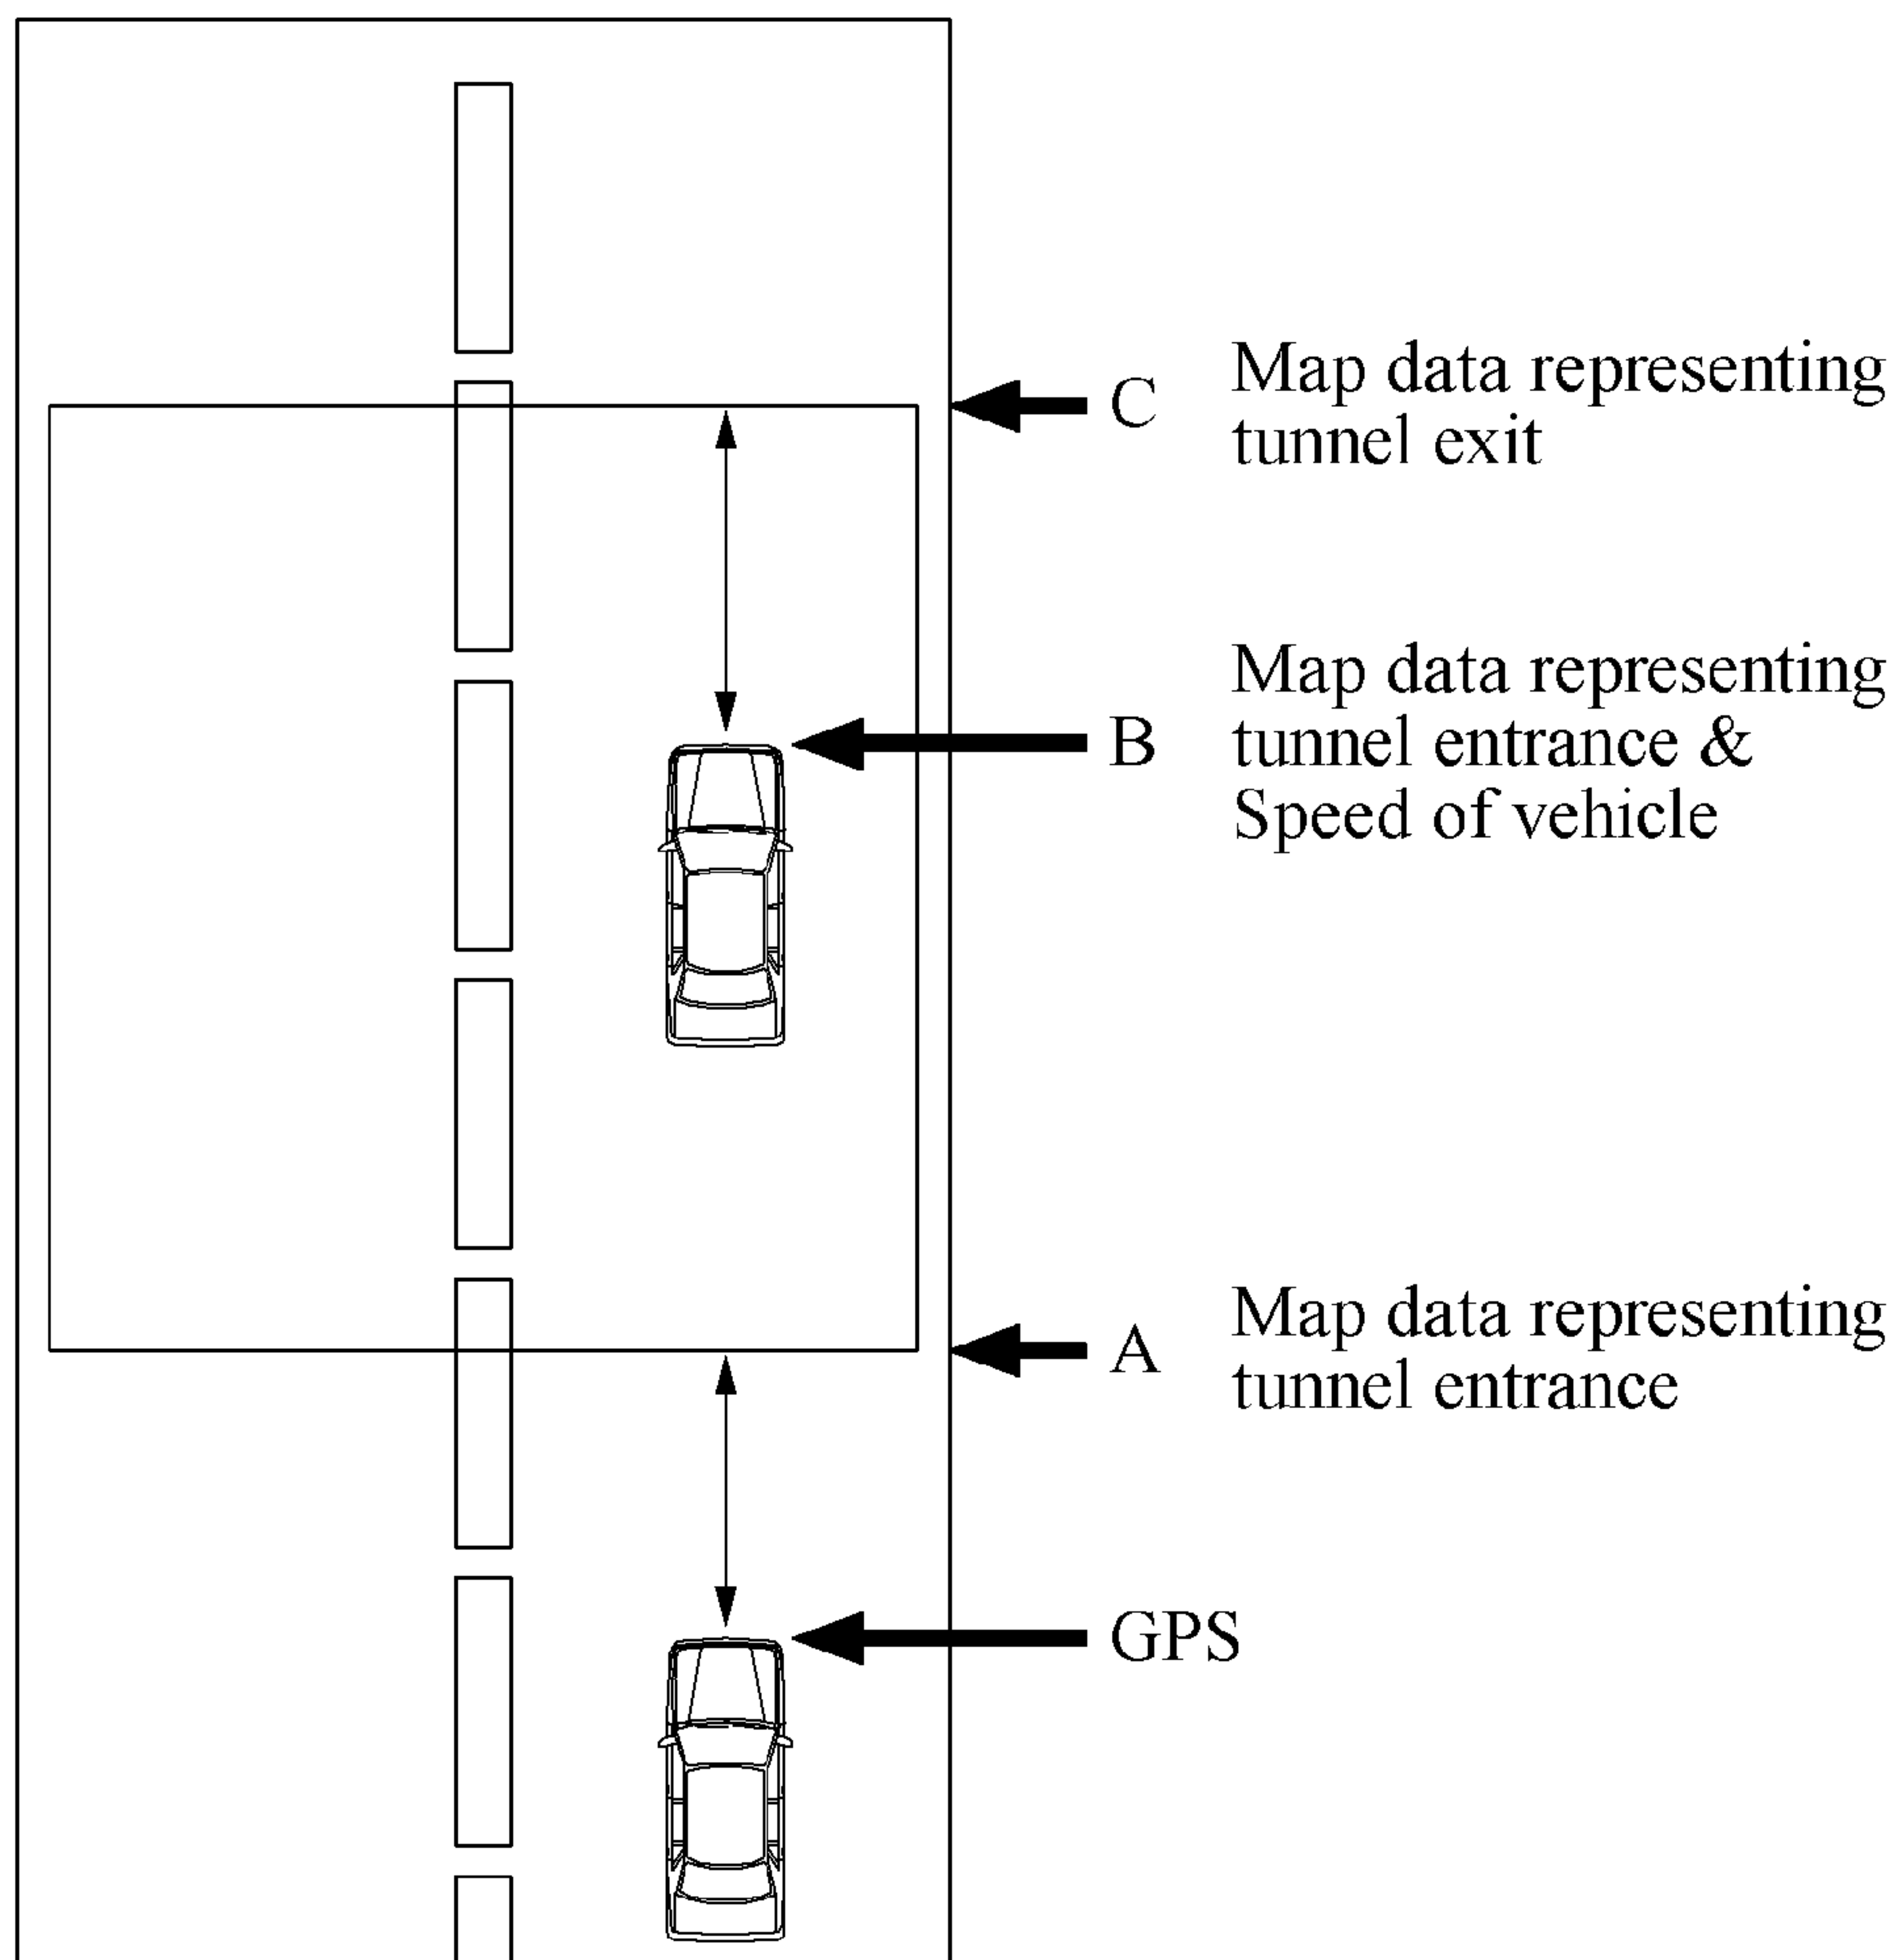 C Map data representing
tunnel exit
B Map data representing
tunnel entrance &
Speed of vehicle
A Map data representing
tunnel entrance
GPS